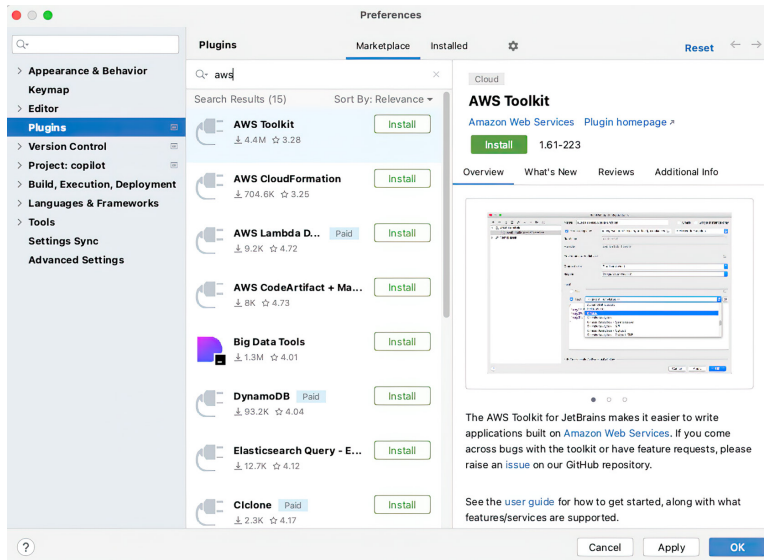 Preferences
Appearance & Behavior
Keymap
Editor
Plugins
Version Control
Project: copilot
Build, Execution, Deployment
Languages & Frameworks
Tools
Settings Sync
Advanced Settings
Plugins
Marketplace
Installed
Reset
aws
Search Results (15)
Sort By: Relevance
AWS Toolkit
Install
4.4M 3.28
AWS CloudFormation
Install
704.6K 3.25
AWS Lambda D...
Paid
Install
9.2K 4.72
AWS CodeArtifact + Ma...
Install
8K 4.73
Big Data Tools
Install
1.3M 4.01
DynamoDB
Paid
Install
93.2K 4.04
Elasticsearch Query - E...
Install
12.7K 4.12
CIclone
Paid
Install
2.3K 4.17
Cloud
AWS Toolkit
Amazon Web Services Plugin homepage
Install 1.61-223
Overview What's New Reviews Additional Info
The AWS Toolkit for JetBrains makes it easier to write
applications built on Amazon Web Services. If you come
across bugs with the toolkit or have feature requests, please
raise an issue on our GitHub repository.
See the user guide for how to get started, along with what
features/services are supported.
?
Cancel
Apply
OK